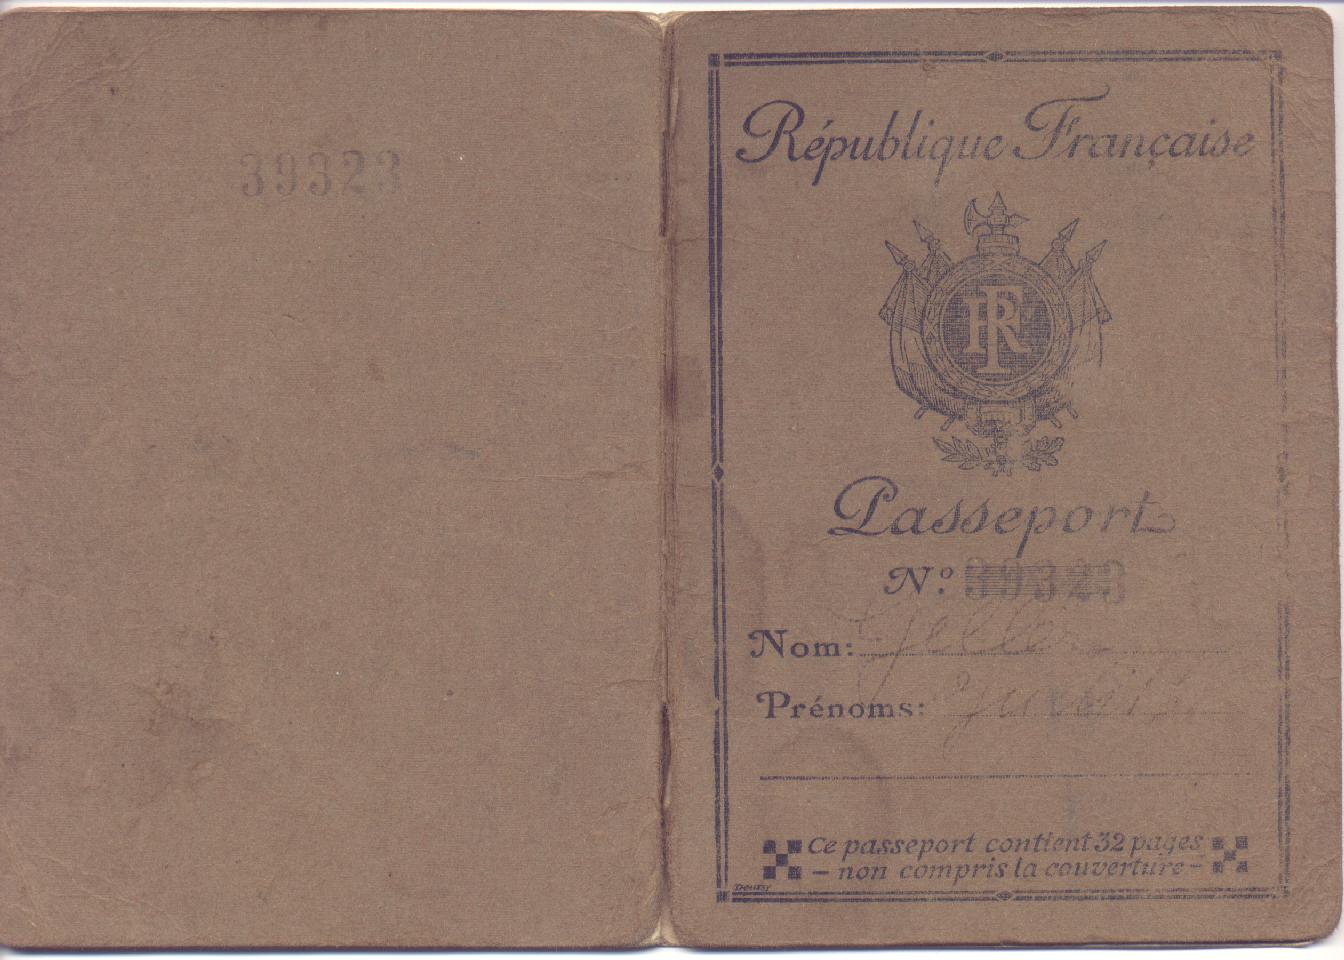 39323
République Française
RF
Passeport
N.º 39323
Nom:
Prénoms:
Ce passeport contient 32 pages
– non compris la couverture –